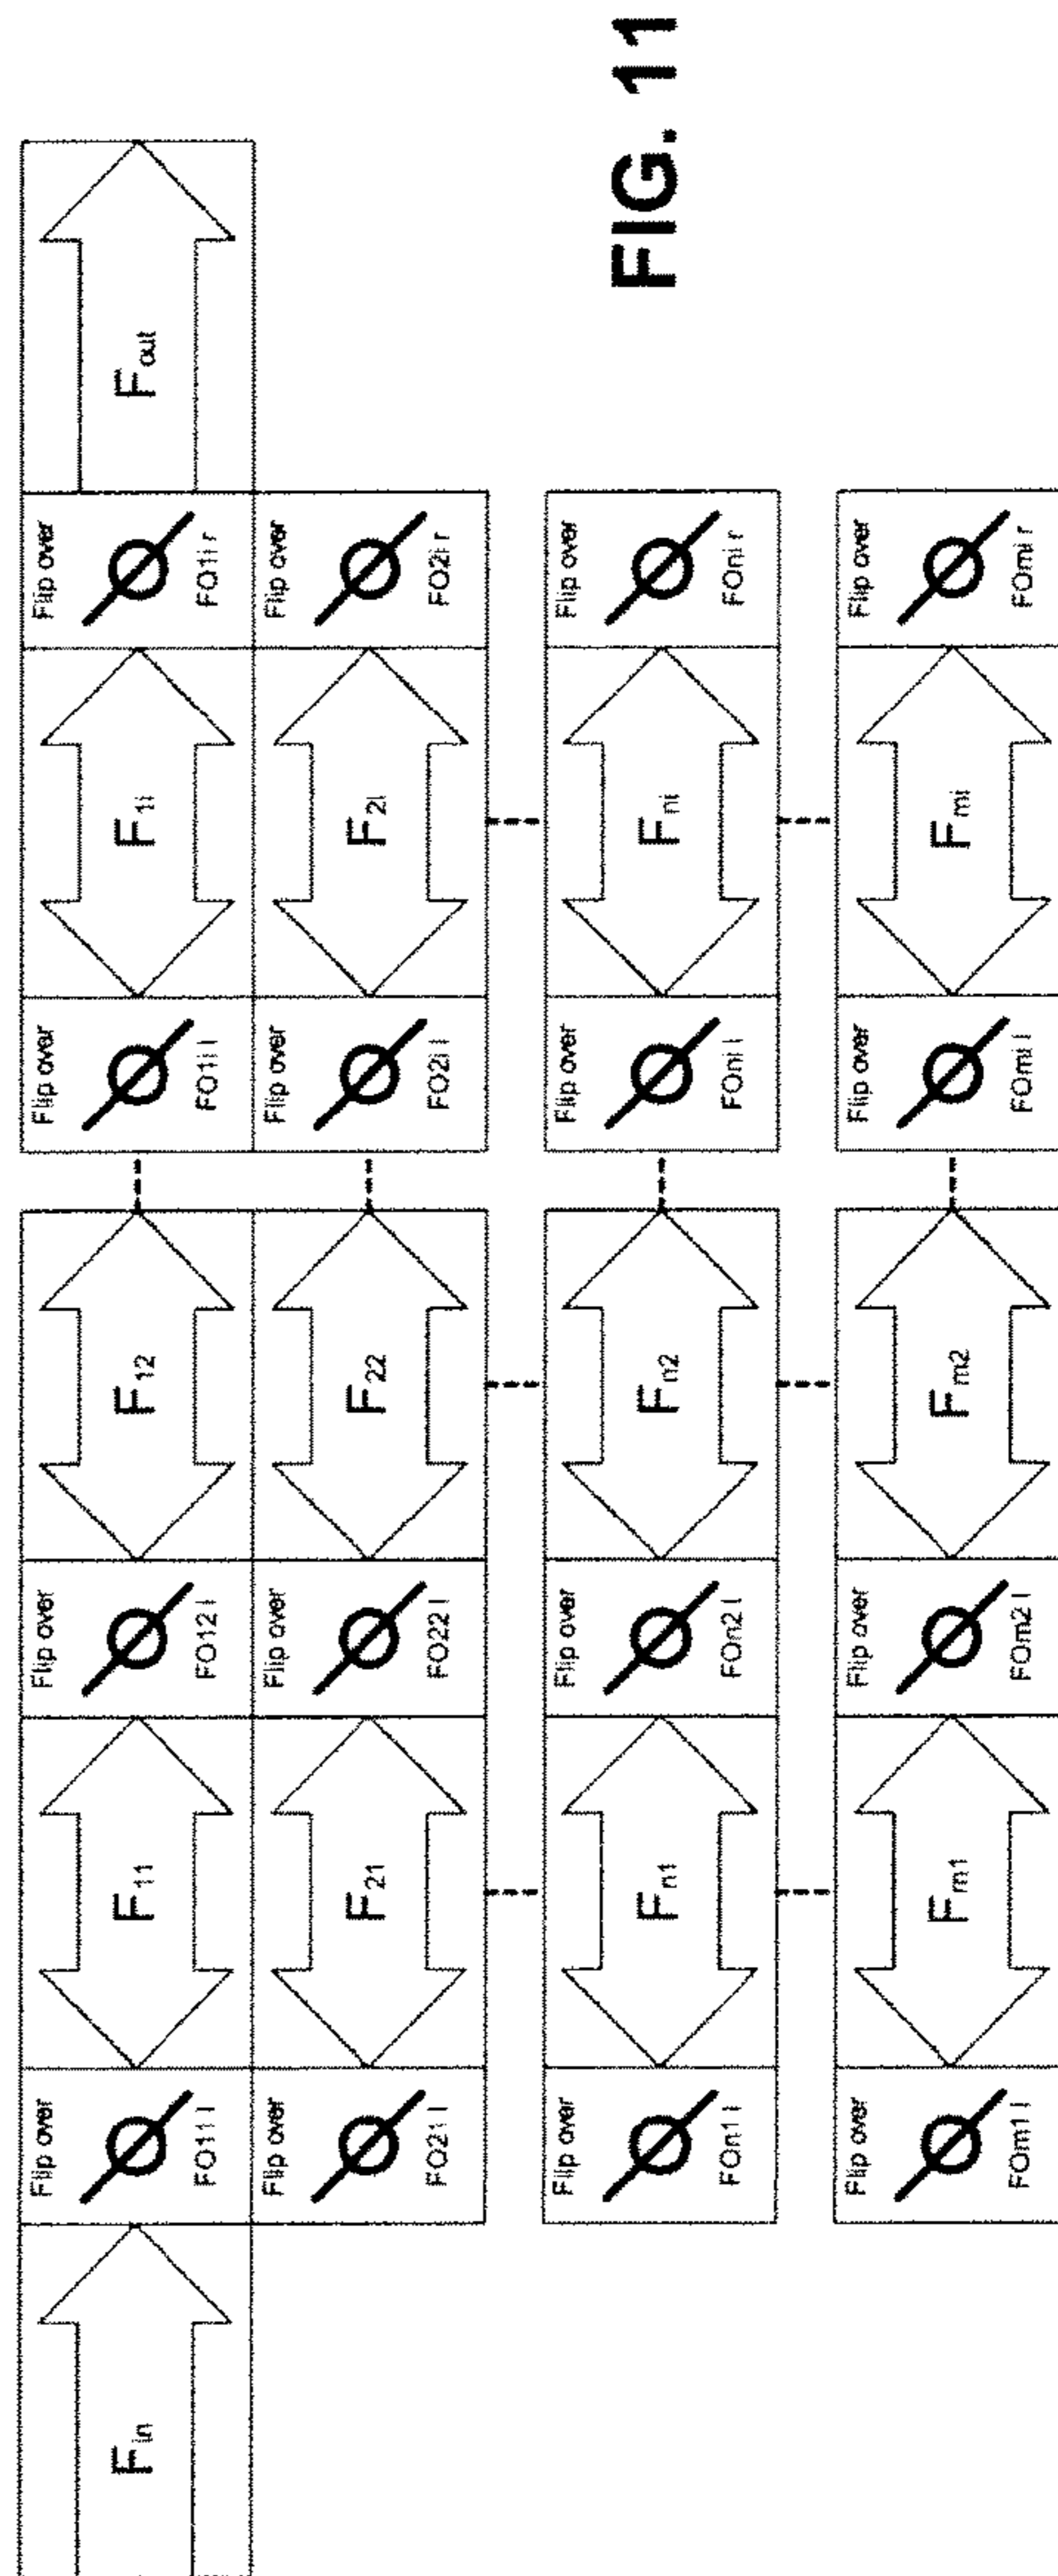 Fin
Flip over
FO11 l
F11
Flip over
FO12 l
F12
Flip over
FO1i l
F1i
Flip over
FO1i r
Fout
Flip over
FO21 l
F21
Flip over
FO22 l
F22
Flip over
FO2i l
F2i
Flip over
FO2i r
Flip over
FOn1 l
Fn1
Flip over
FOn2 l
Fn2
Flip over
FOni l
Fni
Flip over
FOni r
Flip over
FOm1 l
Fm1
Flip over
FOm2 l
Fm2
Flip over
FOmi l
Fmi
Flip over
FOmi r
FIG. 11